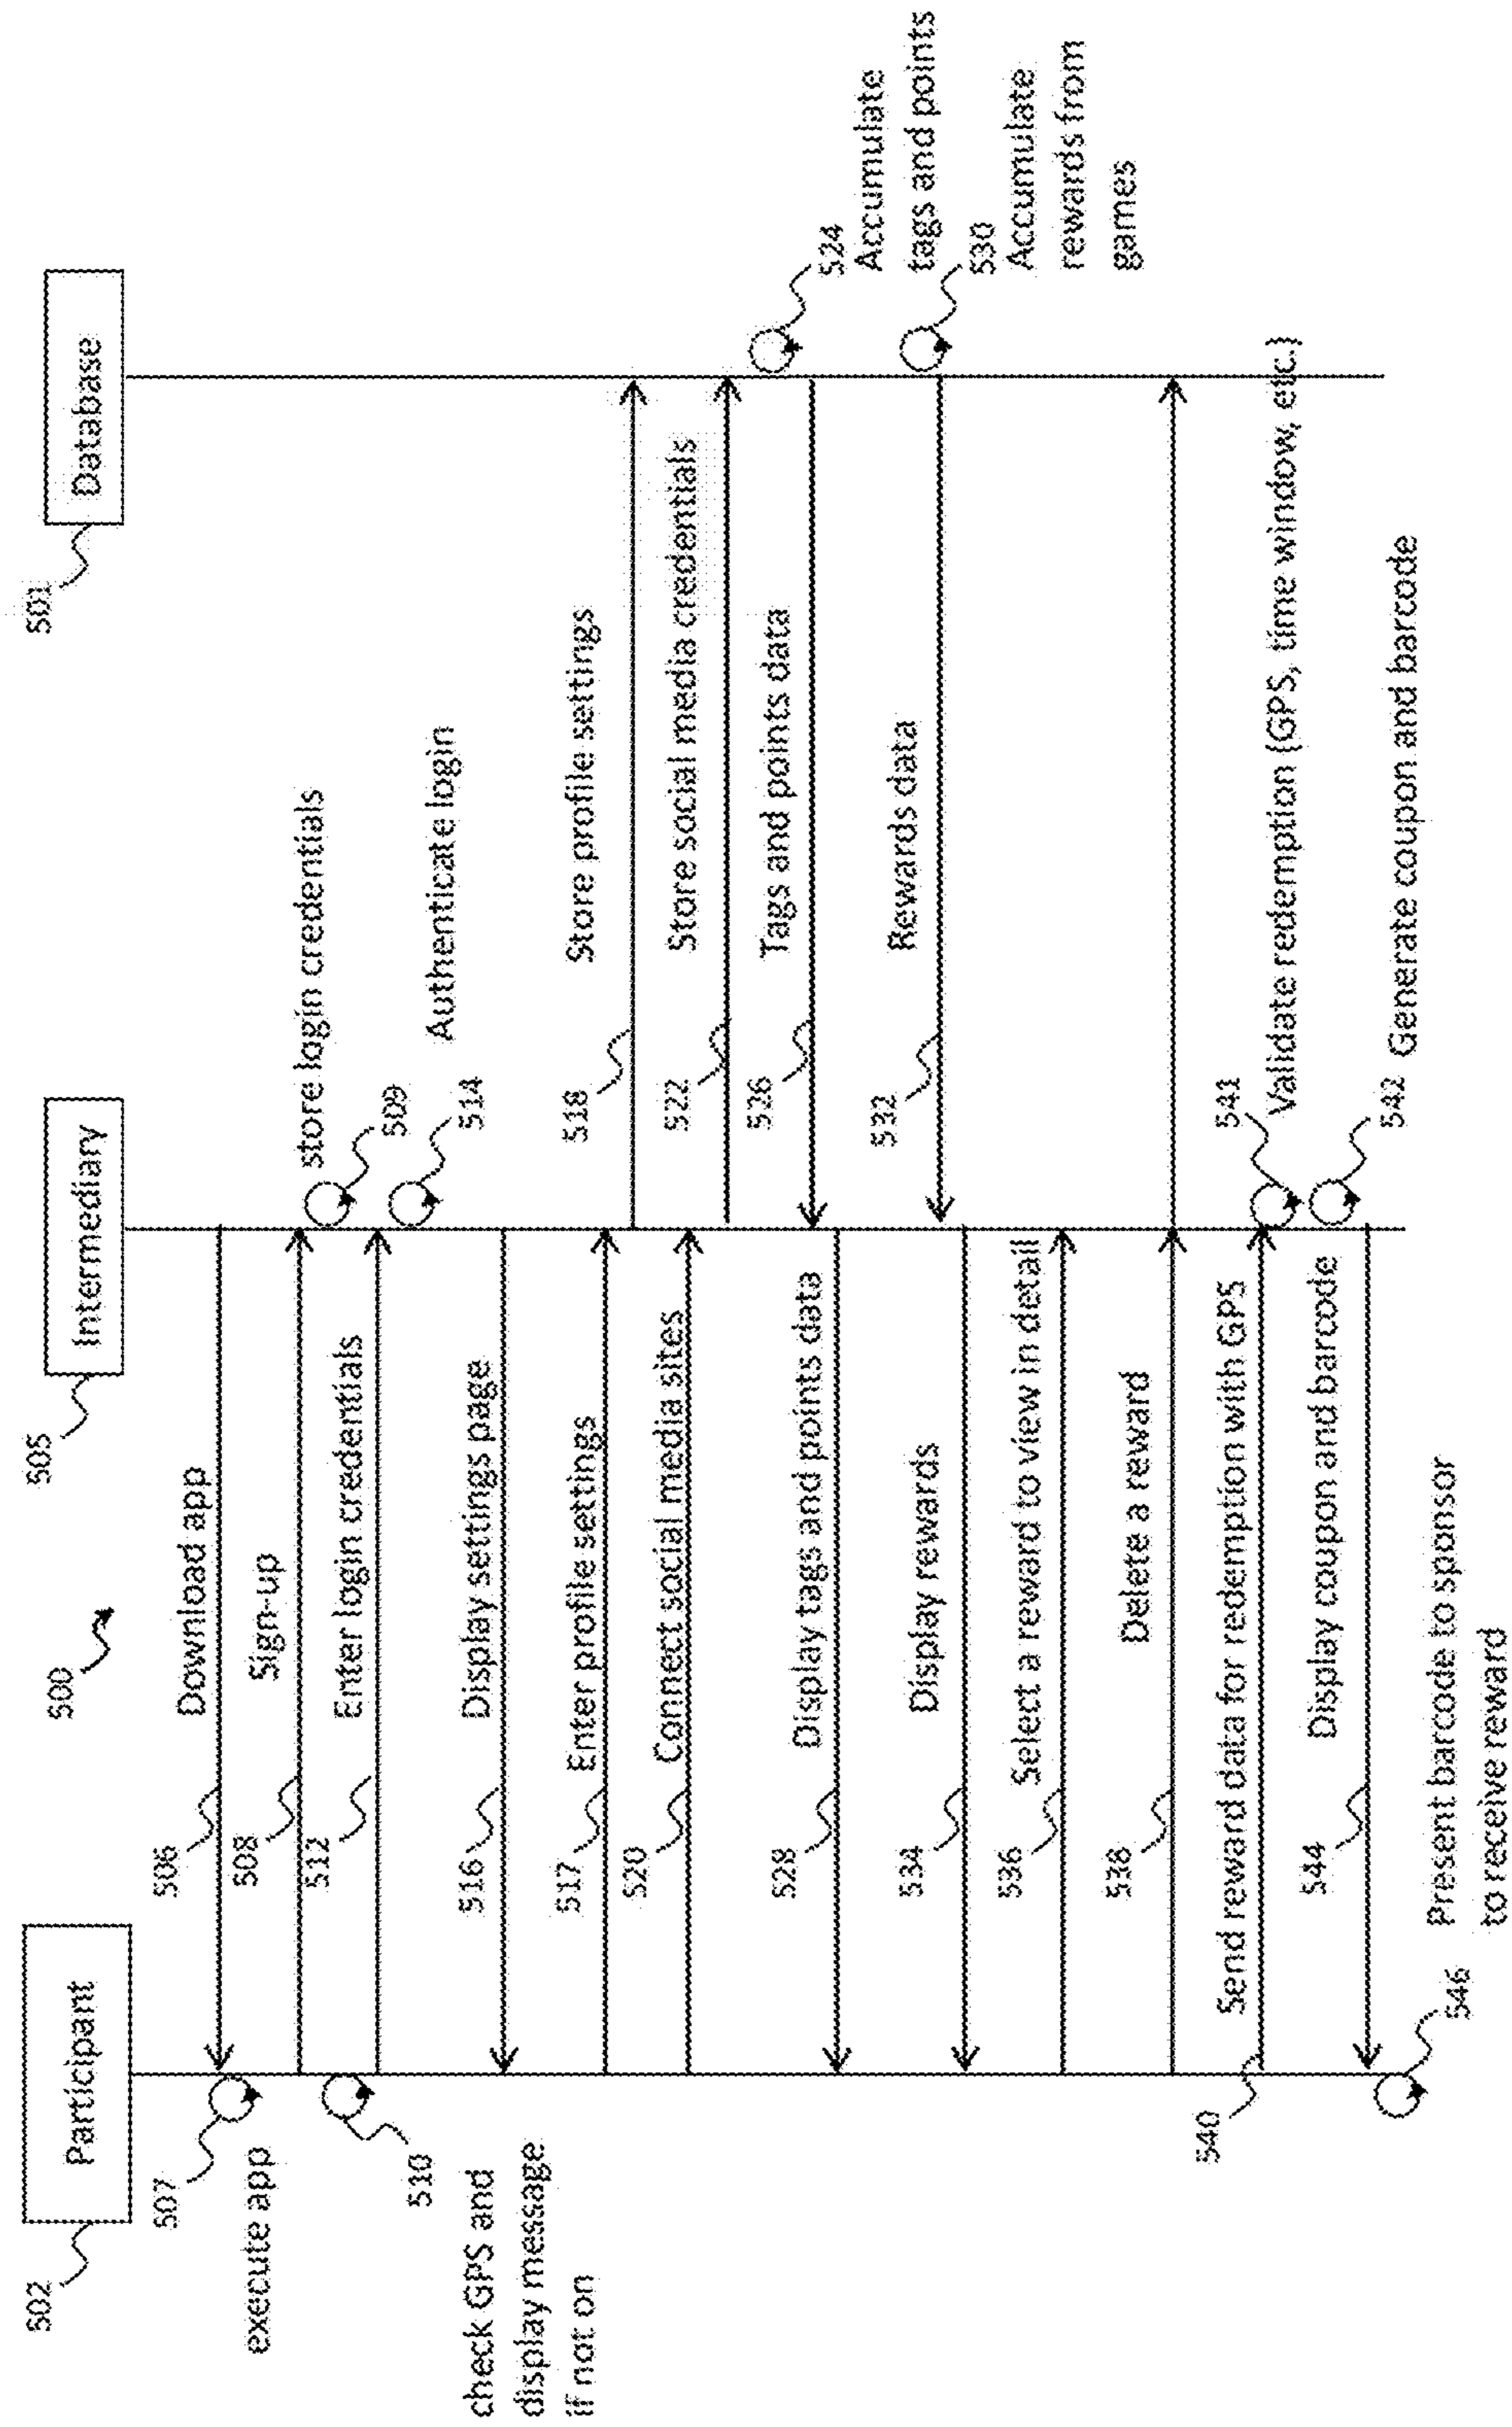 500
502
Participant
505
Intermediary
501
Database
506
Download app
507
execute app
508
Sign-up
store login credentials
509
510
check GPS and
display message
if not on
512
Enter login credentials
514
Authenticate login
516
Display settings page
517
Enter profile settings
518
Store profile settings
520
Connect social media sites
522
Store social media credentials
524
Accumulate
tags and points
526
Tags and points data
528
Display tags and points data
530
Accumulate
rewards from
games
532
Rewards data
534
Display rewards
536
Select a reward to view in detail
538
Delete a reward
540
Send reward data for redemption with GPS
541
Validate redemption (GPS, time window, etc.)
542
Generate coupon and barcode
544
Display coupon and barcode
546
Present barcode to sponsor
to receive reward